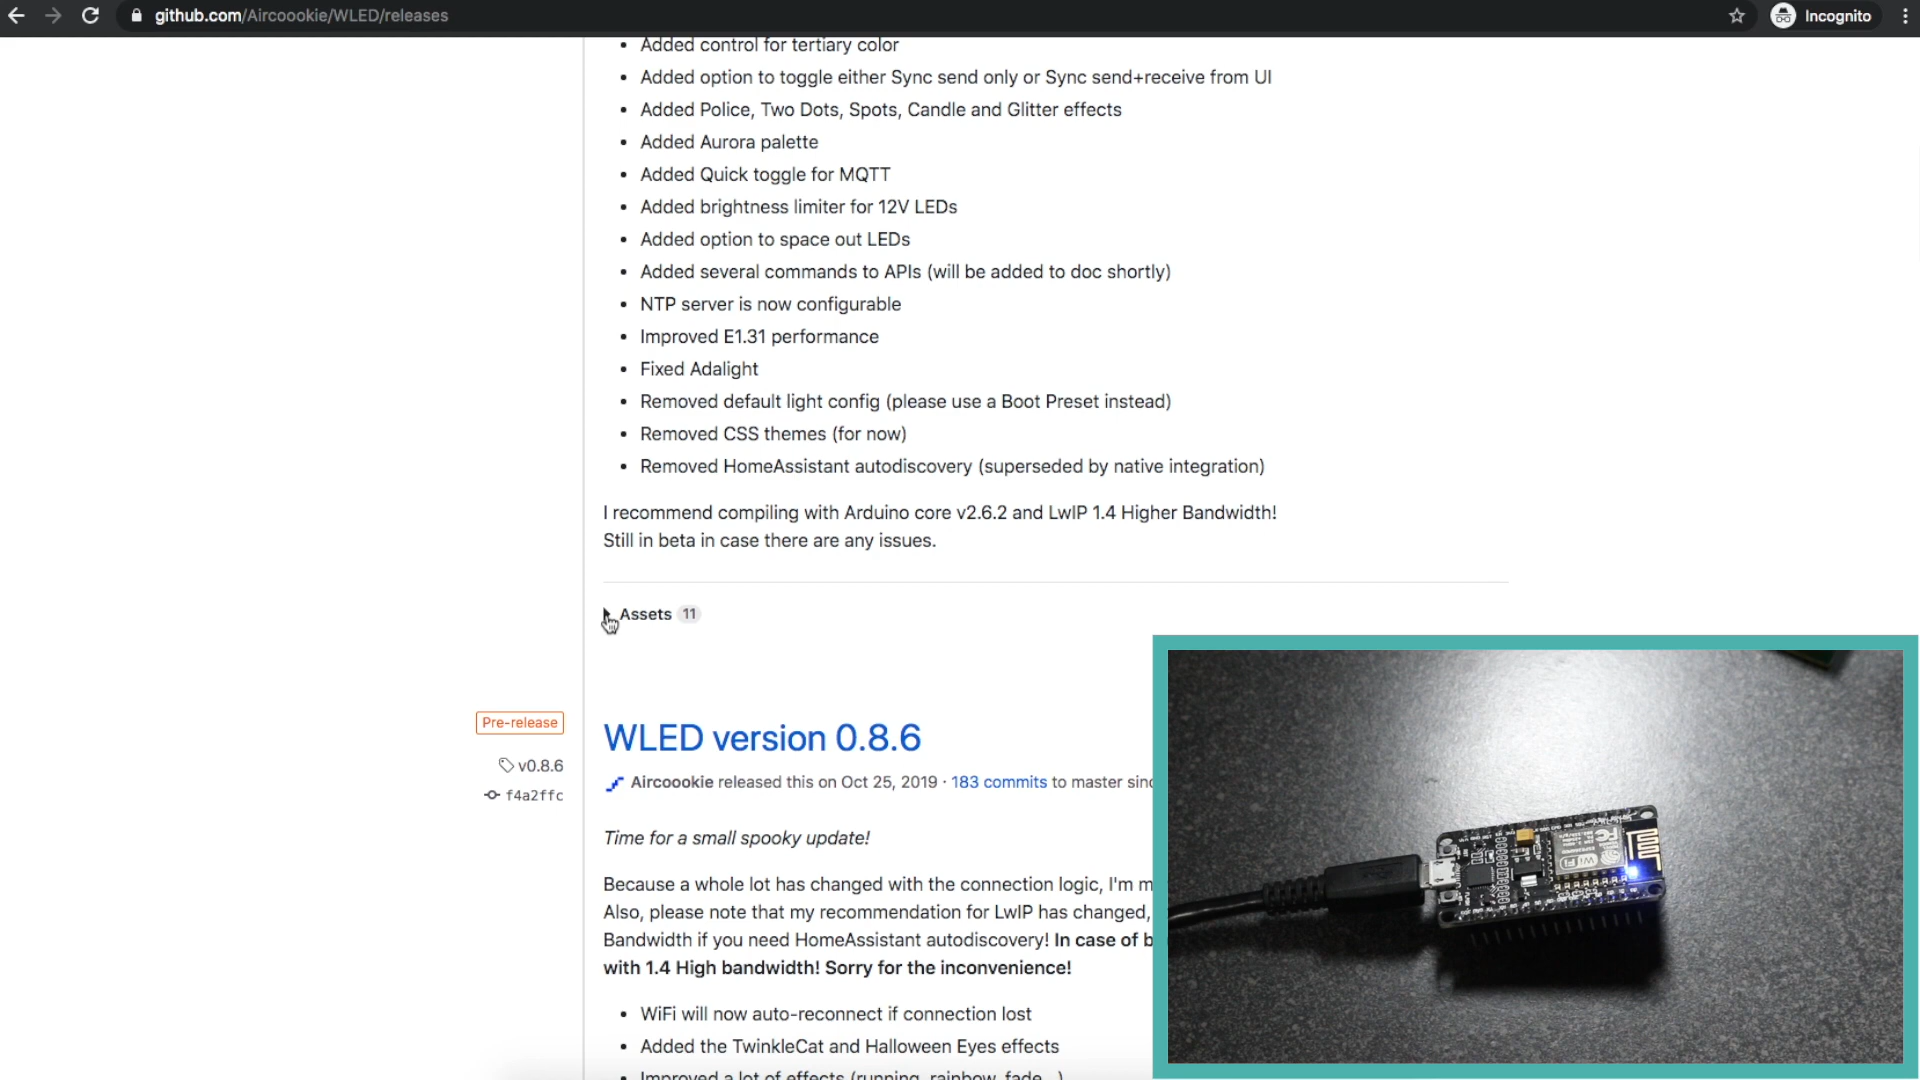 github.com/Aircoookie/WLED/releases
Incognito
Added control for tertiary color
Added option to toggle either Sync send only or Sync send+receive from UI
Added Police, Two Dots, Spots, Candle and Glitter effects
Added Aurora palette
Added Quick toggle for MQTT
Added brightness limiter for 12V LEDs
Added option to space out LEDs
Added several commands to APIs (will be added to doc shortly)
NTP server is now configurable
Improved E1.31 performance
Fixed Adalight
Removed default light config (please use a Boot Preset instead)
Removed CSS themes (for now)
Removed HomeAssistant autodiscovery (superseded by native integration)
I recommend compiling with Arduino core v2.6.2 and LwIP 1.4 Higher Bandwidth!
Still in beta in case there are any issues.
Assets 11
Pre-release
v0.8.6
f4a2ffc
WLED version 0.8.6
Aircoookie released this on Oct 25, 2019 · 183 commits to master sinc
Time for a small spooky update!
Because a whole lot has changed with the connection logic, I'm m
Also, please note that my recommendation for LwIP has changed,
Bandwidth if you need HomeAssistant autodiscovery! In case of b
with 1.4 High bandwidth! Sorry for the inconvenience!
WiFi will now auto-reconnect if connection lost
Added the TwinkleCat and Halloween Eyes effects
Improved a lot of effects (running, rainbow, fade...)
WiFi